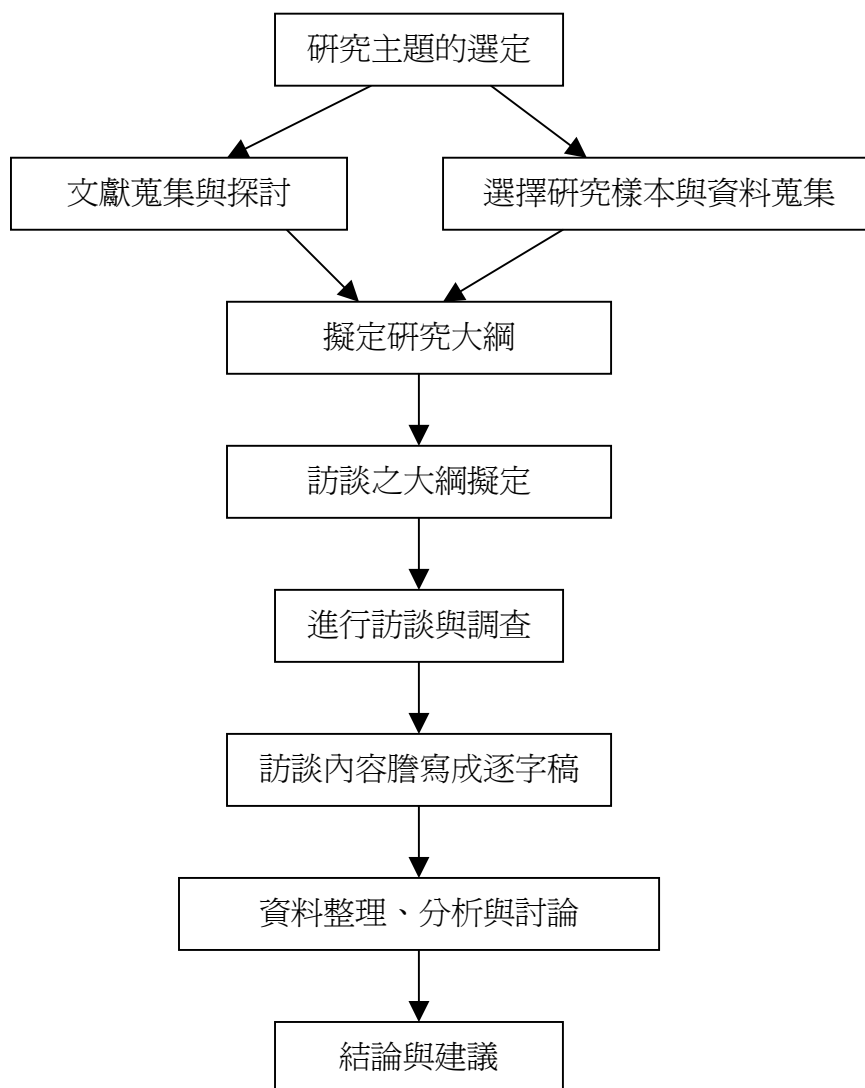 研究主題的選定
文獻蒐集與探討
選擇研究樣本與資料蒐集
擬定研究大綱
訪談之大綱擬定
進行訪談與調查
訪談內容謄寫成逐字稿
資料整理、分析與討論
結論與建議